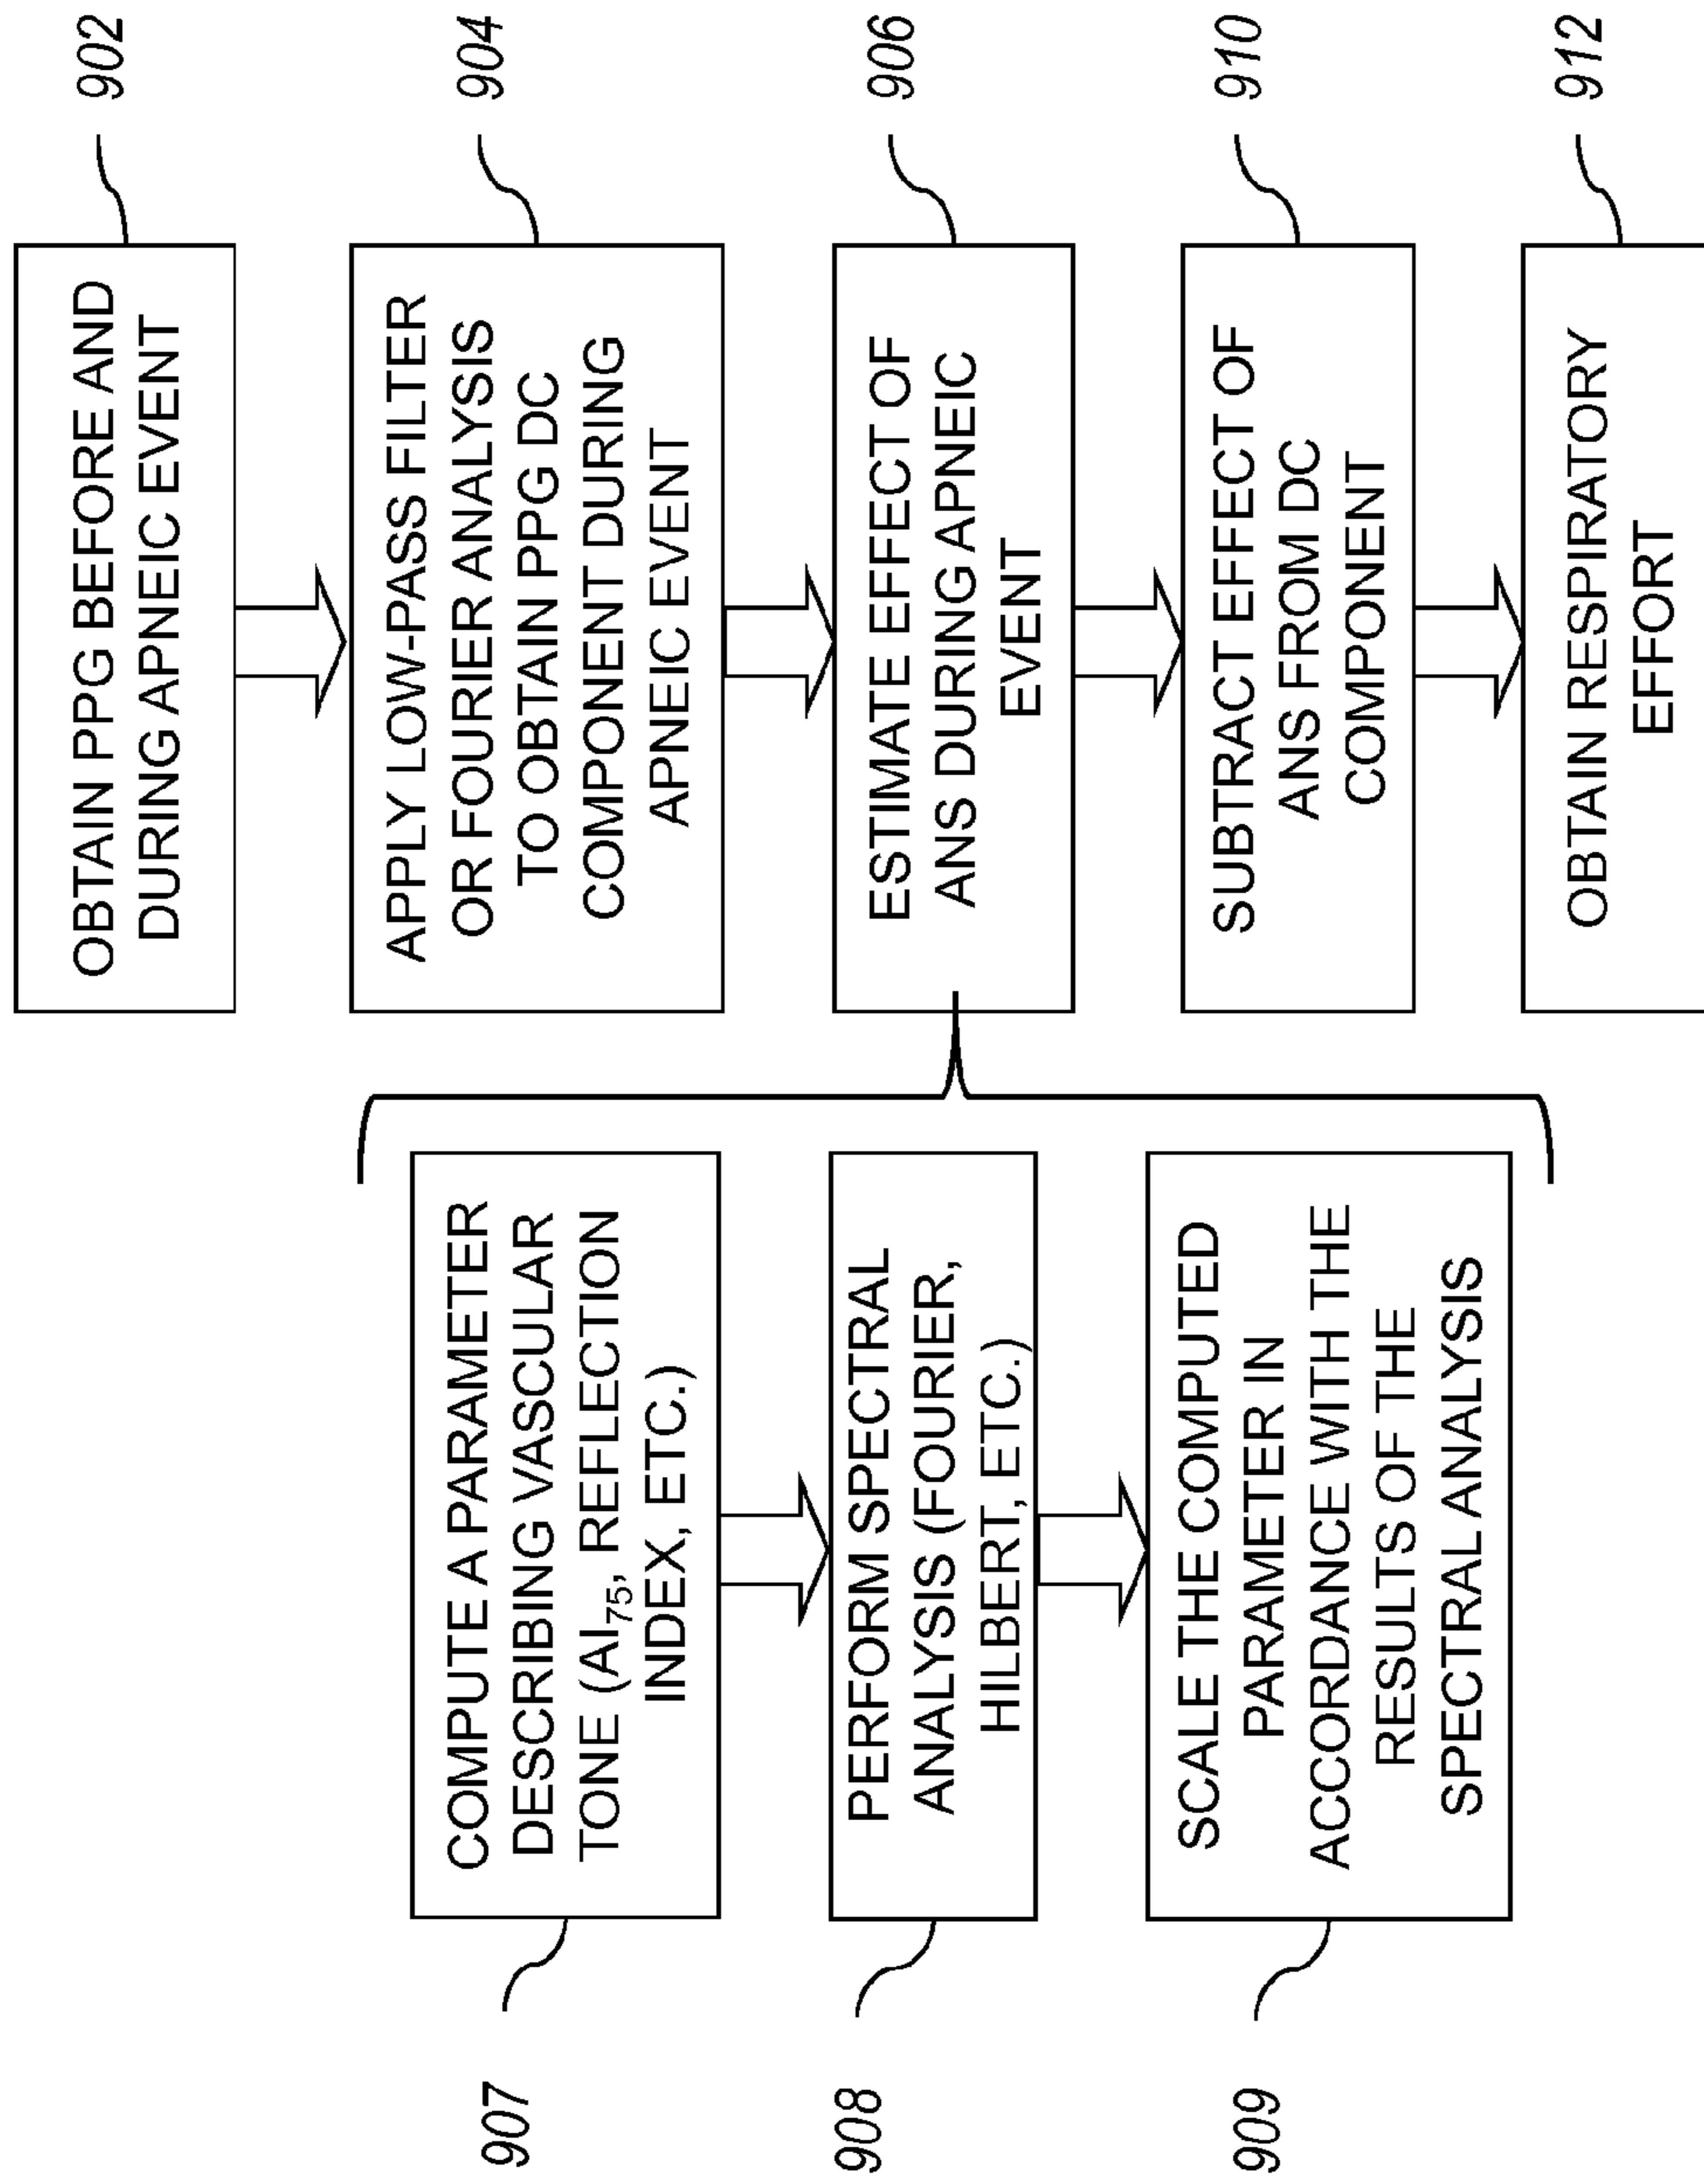 OBTAIN PPG BEFORE AND
DURING APNEIC EVENT
902
APPLY LOW-PASS FILTER
OR FOURIER ANALYSIS
TO OBTAIN PPG DC
COMPONENT DURING
APNEIC EVENT
904
ESTIMATE EFFECT OF
ANS DURING APNEIC
EVENT
906
COMPUTE A PARAMETER
DESCRIBING VASCULAR
TONE (AI75, REFLECTION
INDEX, ETC.)
907
PERFORM SPECTRAL
ANALYSIS (FOURIER,
HILBERT, ETC.)
908
SCALE THE COMPUTED
PARAMETER IN
ACCORDANCE WITH THE
RESULTS OF THE
SPECTRAL ANALYSIS
909
SUBTRACT EFFECT OF
ANS FROM DC
COMPONENT
910
OBTAIN RESPIRATORY
EFFORT
912